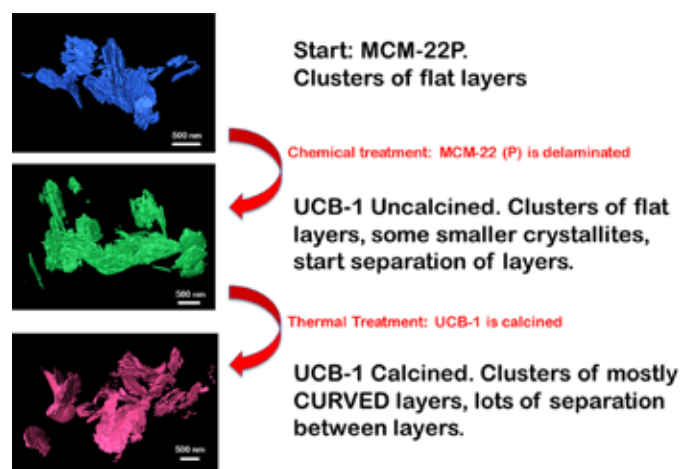 Start: MCM-22P.
Clusters of flat layers
500 nm
Chemical treatment: MCM-22 (P) is delaminated
UCB-1 Uncalcined. Clusters of flat
layers, some smaller crystallites,
start separation of layers.
500 nm
Thermal Treatment: UCB-1 is calcined
UCB-1 Calcined. Clusters of mostly
CURVED layers, lots of separation
between layers.
500 nm